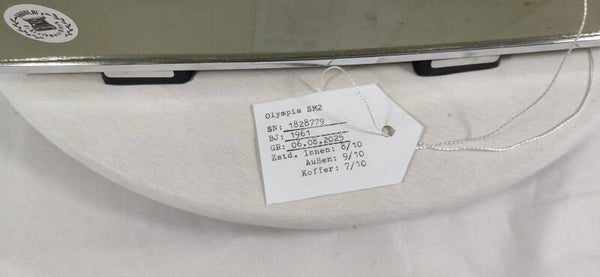 Olympia SM2
SN: 1828779
BJ: 1961
GR: 06.08.2025
Zstd. Innen: 8/10
Außen: 9/10
Koffer: 7/10